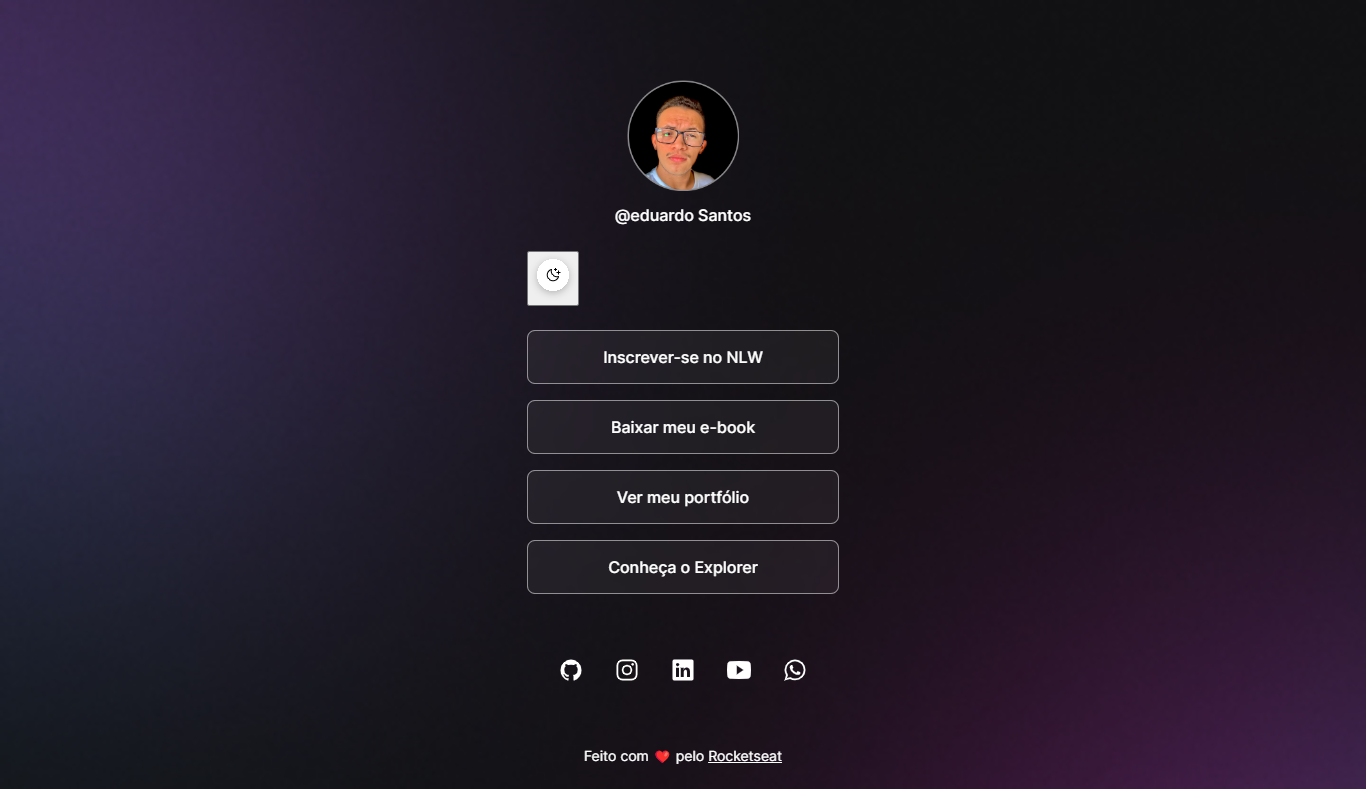 @eduardo Santos
Inscrever-se no NLW
Baixar meu e-book
Ver meu portfólio
Conheça o Explorer
Feito com ❤️ pelo Rocketseat